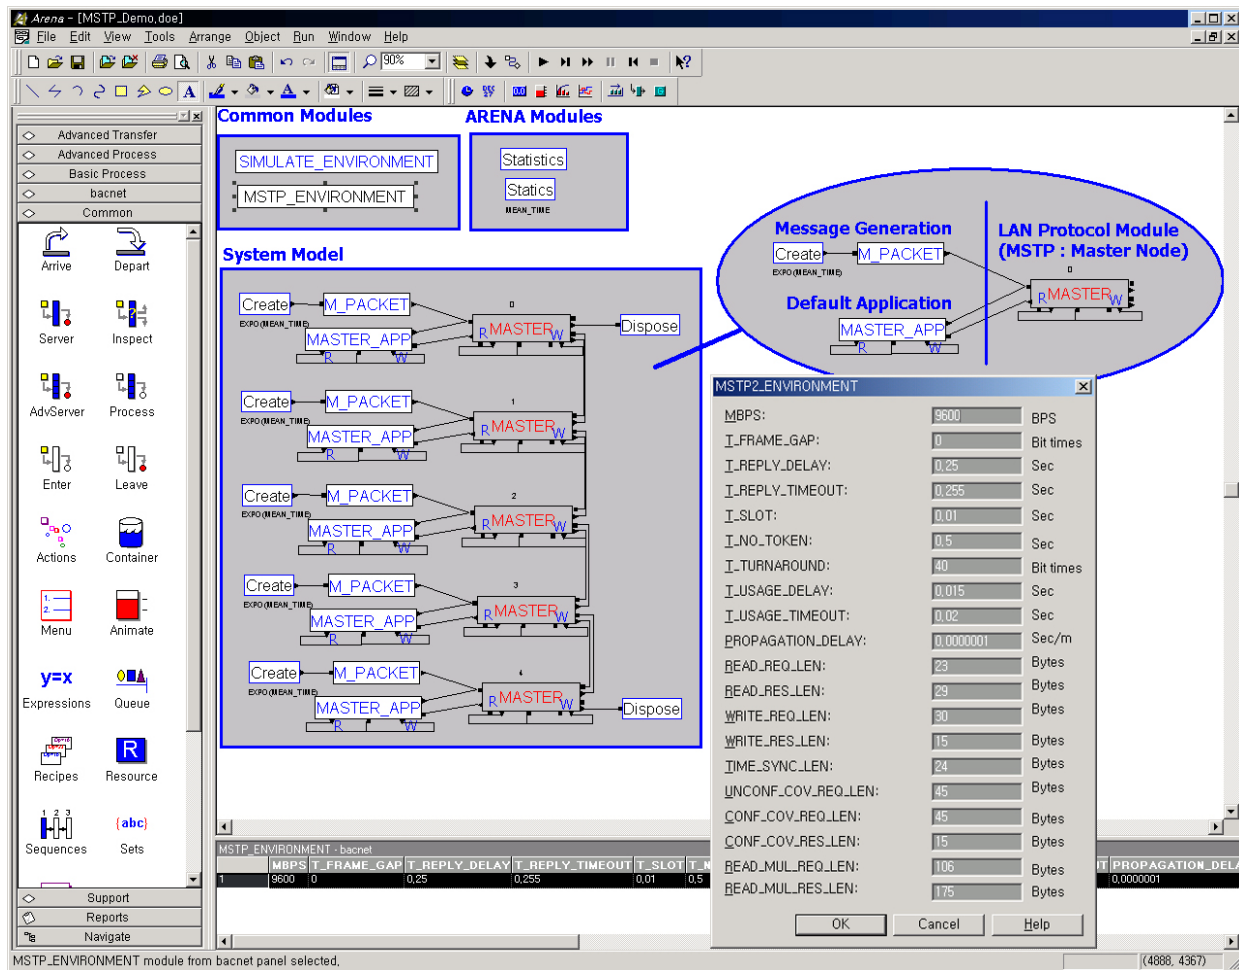 Arena - [MSTP_Demo,doe]
File Edit View Tools Arrange Object Run Window Help
90%
Advanced Transfer
Advanced Process
Basic Process
bacnet
Common
Arrive Depart
Server Inspect
AdvServer Process
Enter Leave
Actions Container
Menu Animate
y=x
Expressions Queue
R
Recipes Resource
1 2 3
{abc}
Sequences Sets
Support
Reports
Navigate
Common Modules
SIMULATE_ENVIRONMENT
MSTP_ENVIRONMENT
ARENA Modules
Statistics
Statics
MEAN_TIME
System Model
Create M_PACKET 0
EXPO(MEAN_TIME)
MASTER_APP R MASTER W Dispose
R W
Create M_PACKET 1
EXPO(MEAN_TIME)
MASTER_APP R MASTER W
R W
Create M_PACKET 2
EXPO(MEAN_TIME)
MASTER_APP R MASTER W
R W
Create M_PACKET 3
EXPO(MEAN_TIME)
MASTER_APP R MASTER W
R W
Create M_PACKET 4
EXPO(MEAN_TIME)
MASTER_APP R MASTER W Dispose
R W
Message Generation
Create M_PACKET
EXPO(MEAN_TIME)
Default Application
MASTER_APP
R W
LAN Protocol Module
(MSTP : Master Node)
0
R MASTER W
MSTP2_ENVIRONMENT
MBPS: 9600 BPS
T_FRAME_GAP: 0 Bit times
T_REPLY_DELAY: 0,25 Sec
T_REPLY_TIMEOUT: 0,255 Sec
T_SLOT: 0,01 Sec
T_NO_TOKEN: 0,5 Sec
T_TURNAROUND: 40 Bit times
T_USAGE_DELAY: 0,015 Sec
T_USAGE_TIMEOUT: 0,02 Sec
PROPAGATION_DELAY: 0,0000001 Sec/m
READ_REQ_LEN: 23 Bytes
READ_RES_LEN: 29 Bytes
WRITE_REQ_LEN: 30 Bytes
WRITE_RES_LEN: 15 Bytes
TIME_SYNC_LEN: 24 Bytes
UNCONF_COV_REQ_LEN: 45 Bytes
CONF_COV_REQ_LEN: 45 Bytes
CONF_COV_RES_LEN: 15 Bytes
READ_MUL_REQ_LEN: 106 Bytes
READ_MUL_RES_LEN: 175 Bytes
OK Cancel Help
MSTP_ENVIRONMENT - bacnet
MBPS T_FRAME_GAP T_REPLY_DELAY T_REPLY_TIMEOUT T_SLOT T_N T PROPAGATION_DELA
1 9600 0 0,25 0,255 0,01 0,5 0,0000001
MSTP_ENVIRONMENT module from bacnet panel selected,
(4888, 4367)